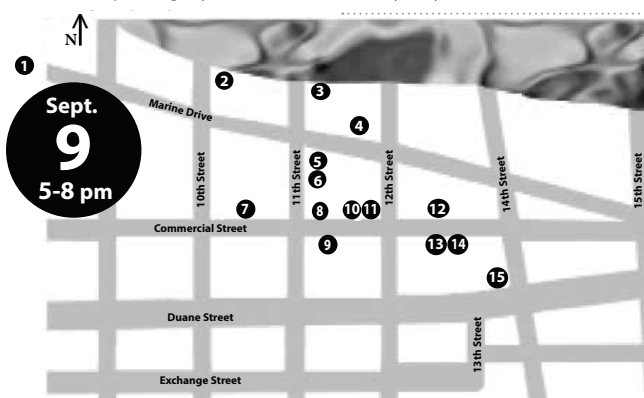 N
1
2
3
Sept.
9
5-8 pm
Marine Drive
4
5
6
10th Street
11th Street
12th Street
14th Street
15th Street
7
8
10
11
12
Commercial Street
9
13
14
15
Duane Street
13th Street
Exchange Street